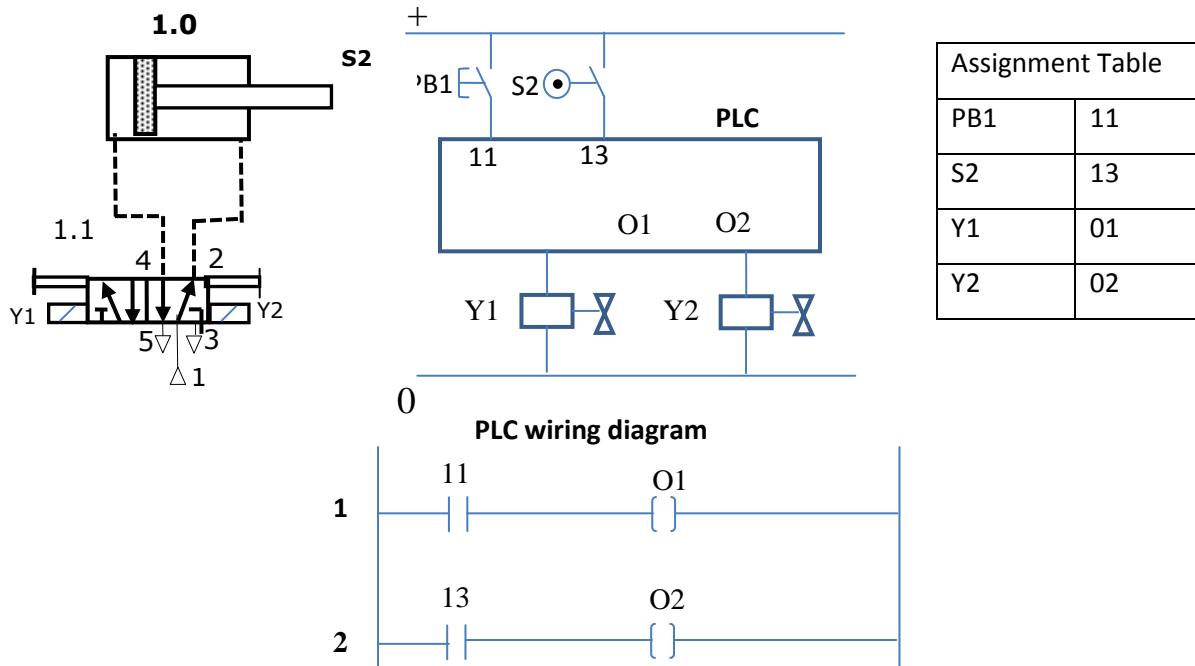 1.0
S2
1.1
4 2
Y1 Y2
5 3
1
+
PB1 S2
PLC
11 13
O1 O2
Y1 Y2
0
PLC wiring diagram
Assignment Table
PB1 11
S2 13
Y1 01
Y2 02
11 O1
1
13 O2
2